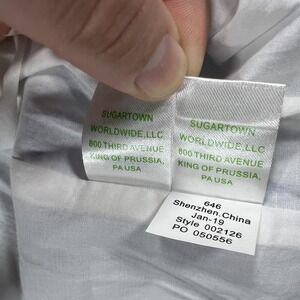 SUGARTOWN
WORLDWIDE, LLC
800 THIRD AVENUE
KING OF PRUSSIA,
PA USA
SUGARTOWN
WORLDWIDE, LLC
800 THIRD AVENUE
KING OF PRUSSIA,
PA USA
646
Shenzhen,China
Jan-19
Style 002126
PO 050556